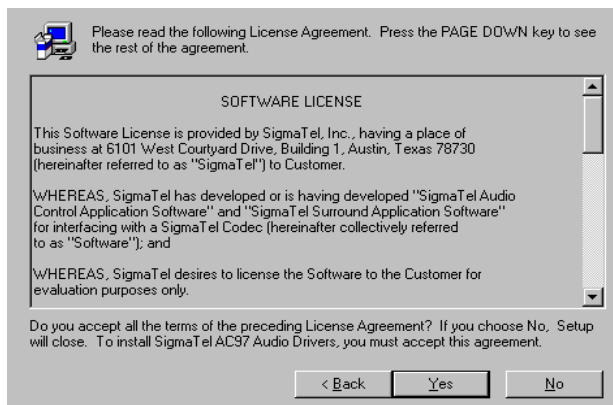 Please read the following License Agreement. Press the PAGE DOWN key to see
the rest of the agreement.
SOFTWARE LICENSE
This Software License is provided by SigmaTel, Inc., having a place of
business at 6101 West Courtyard Drive, Building 1, Austin, Texas 78730
(hereinafter referred to as "SigmaTel") to Customer.
WHEREAS, SigmaTel has developed or is having developed "SigmaTel Audio
Control Application Software" and "SigmaTel Surround Application Software"
for interfacing with a SigmaTel Codec (hereinafter collectively referred
to as "Software"); and
WHEREAS, SigmaTel desires to license the Software to the Customer for
evaluation purposes only.
Do you accept all the terms of the preceding License Agreement? If you choose No, Setup
will close. To install SigmaTel AC97 Audio Drivers, you must accept this agreement.
< Back Yes No